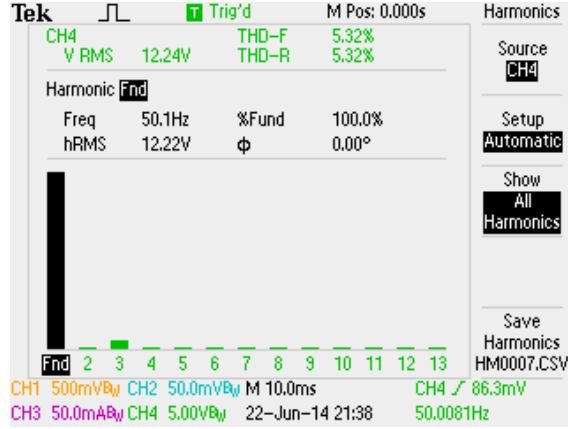 Tek T Trig'd M Pos: 0.000s Harmonics
CH4 THD-F 5.32%
V RMS 12.24V THD-R 5.32%
Source
CH4
Harmonic Fnd
Freq 50.1Hz %Fund 100.0%
hRMS 12.22V ϕ 0.00°
Setup
Automatic
Show
All
Harmonics
Save
Harmonics
HM0007.CSV
Fnd 2 3 4 5 6 7 8 9 10 11 12 13
CH1 500mVBW CH2 50.0mVBW M 10.0ms CH4 / 86.3mV
CH3 50.0mABW CH4 5.00VBW 22-Jun-14 21:38 50.0081Hz